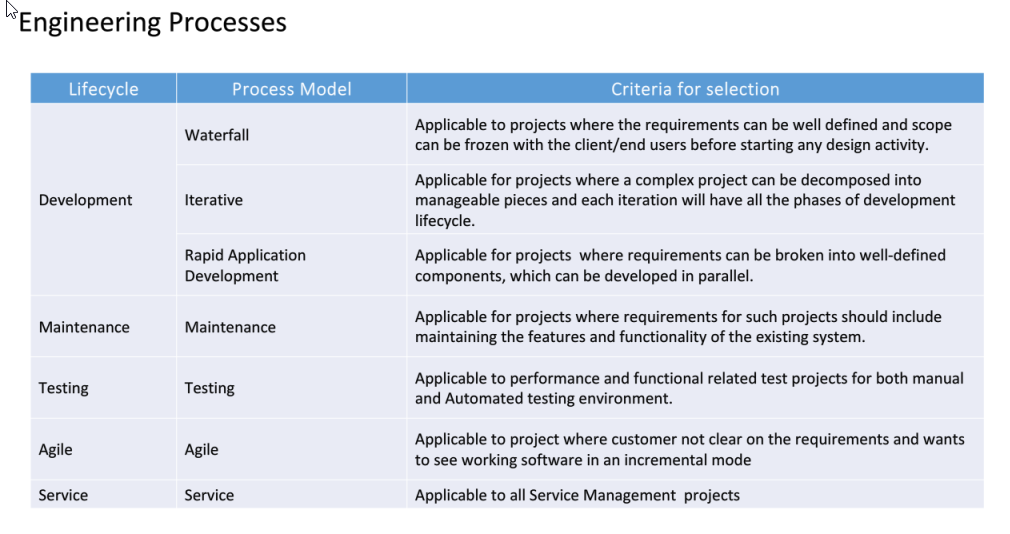 Engineering Processes
Lifecycle Process Model Criteria for selection
Development
Waterfall
Applicable to projects where the requirements can be well defined and scope
can be frozen with the client/end users before starting any design activity.
Iterative
Applicable for projects where a complex project can be decomposed into
manageable pieces and each iteration will have all the phases of development
lifecycle.
Rapid Application
Development
Applicable for projects  where requirements can be broken into well-defined
components, which can be developed in parallel.
Maintenance
Maintenance
Applicable for projects where requirements for such projects should include
maintaining the features and functionality of the existing system.
Testing
Testing
Applicable to performance and functional related test projects for both manual
and Automated testing environment.
Agile
Agile
Applicable to project where customer not clear on the requirements and wants
to see working software in an incremental mode
Service
Service
Applicable to all Service Management  projects